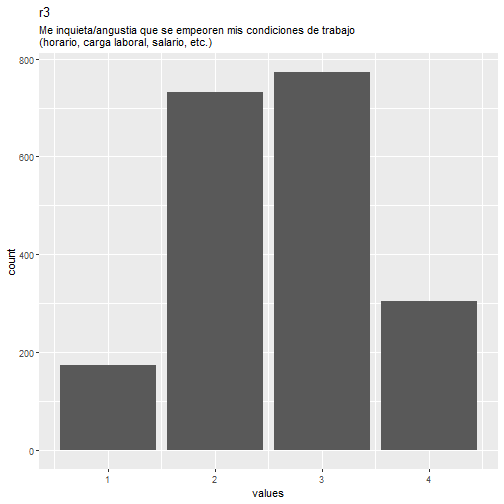 r3
Me inquieta/angustia que se empeoren mis condiciones de trabajo
(horario, carga laboral, salario, etc.)
800
600
400
200
0
count
1 2 3 4
values